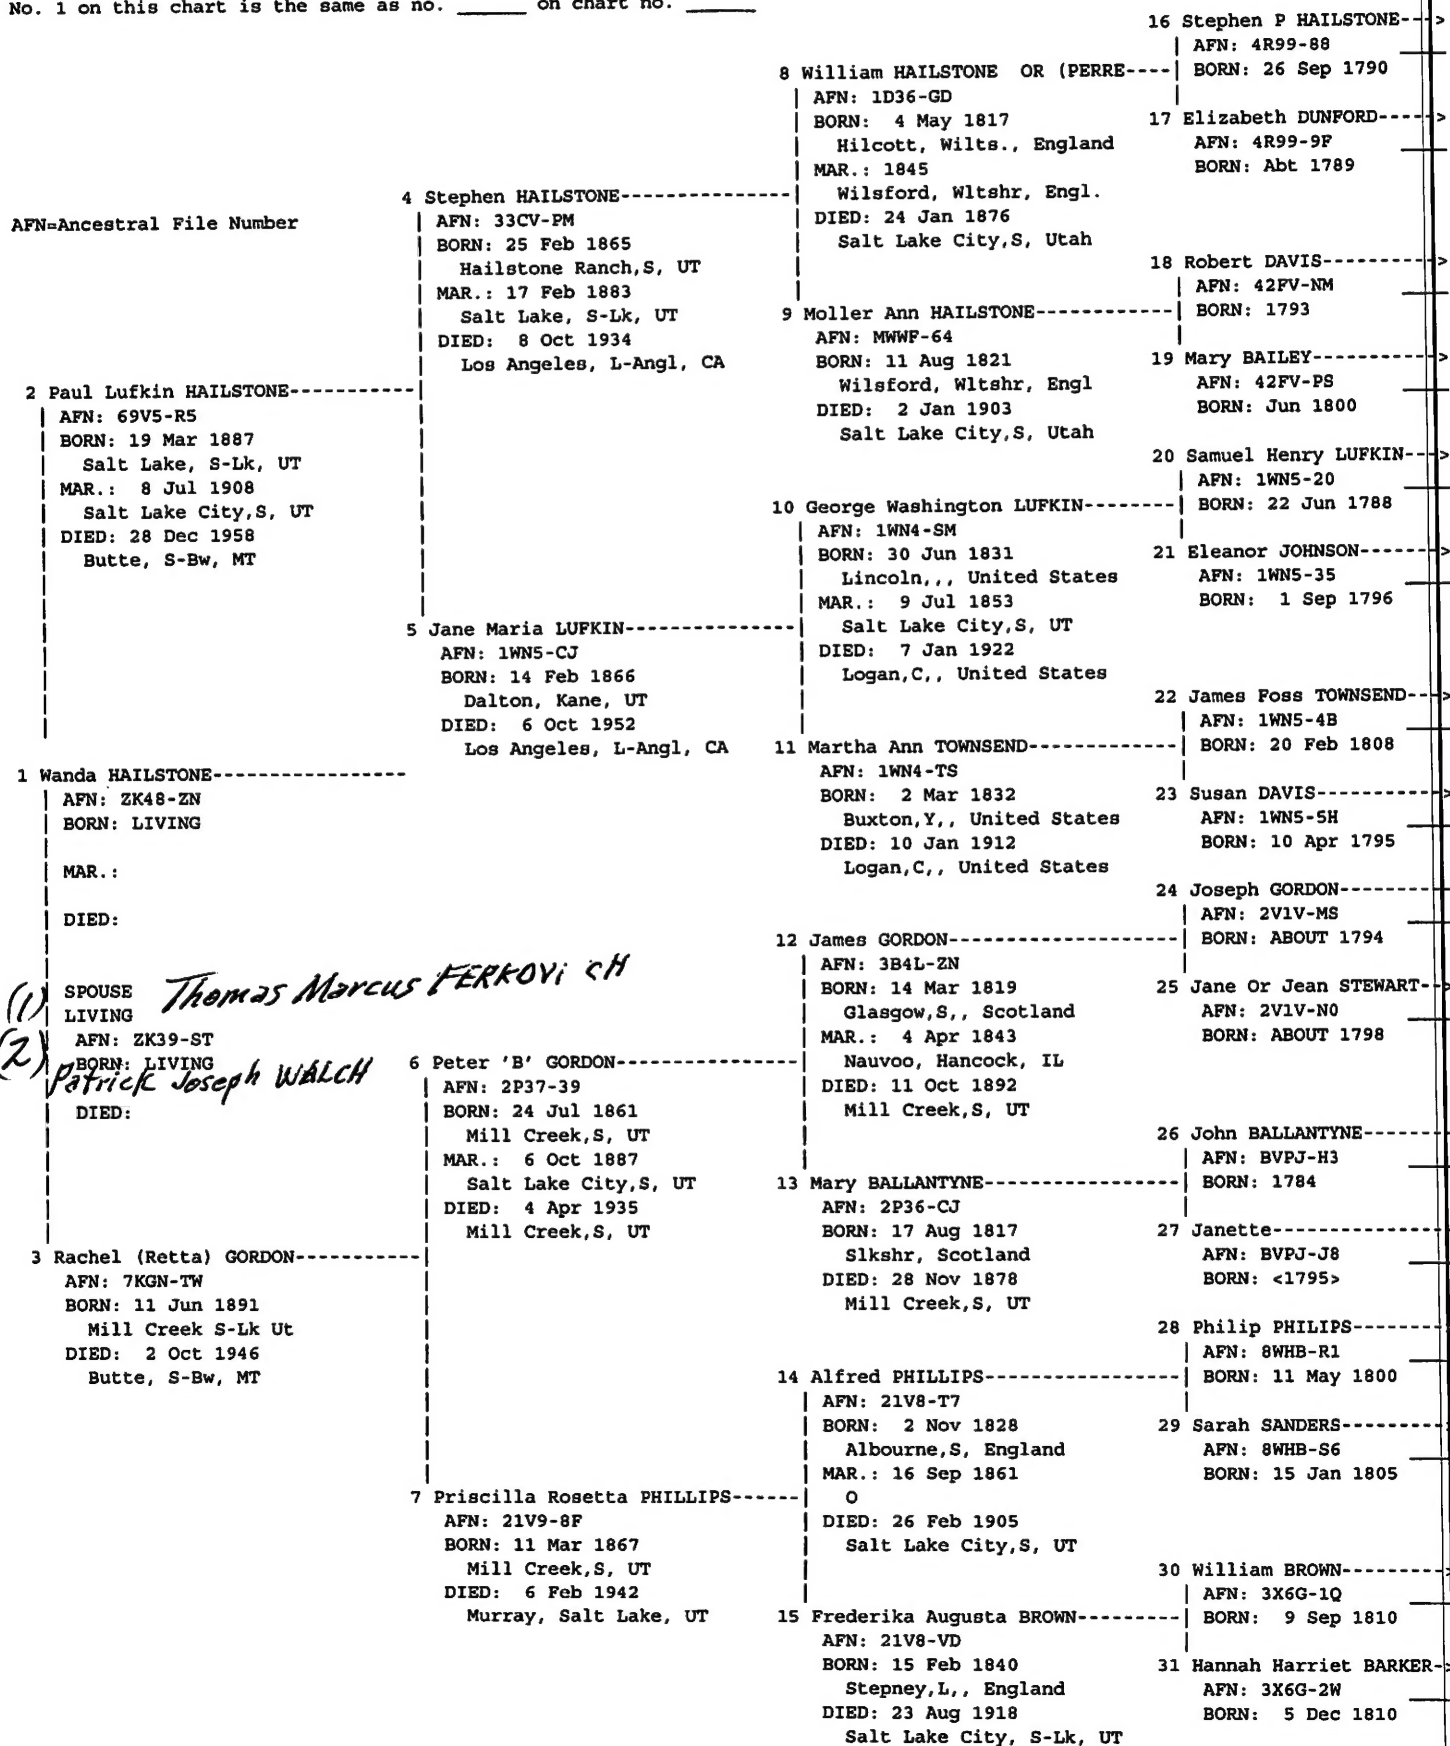 No. 1 on this chart is the same as no. ______ on chart no. ______
AFN=Ancestral File Number
1 Wanda HAILSTONE
AFN: ZK48-ZN
BORN: LIVING
MAR.:
DIED:
(1) SPOUSE Thomas Marcus FERKOViCH
LIVING
AFN: ZK39-ST
BORN: LIVING
(2) Patrick Joseph WALCH
DIED:
2 Paul Lufkin HAILSTONE
AFN: 69V5-R5
BORN: 19 Mar 1887
Salt Lake, S-Lk, UT
MAR.: 8 Jul 1908
Salt Lake City,S, UT
DIED: 28 Dec 1958
Butte, S-Bw, MT
3 Rachel (Retta) GORDON
AFN: 7KGN-TW
BORN: 11 Jun 1891
Mill Creek S-Lk Ut
DIED: 2 Oct 1946
Butte, S-Bw, MT
4 Stephen HAILSTONE
AFN: 33CV-PM
BORN: 25 Feb 1865
Hailstone Ranch,S, UT
MAR.: 17 Feb 1883
Salt Lake, S-Lk, UT
DIED: 8 Oct 1934
Los Angeles, L-Angl, CA
5 Jane Maria LUFKIN
AFN: 1WN5-CJ
BORN: 14 Feb 1866
Dalton, Kane, UT
DIED: 6 Oct 1952
Los Angeles, L-Angl, CA
6 Peter 'B' GORDON
AFN: 2P37-39
BORN: 24 Jul 1861
Mill Creek,S, UT
MAR.: 6 Oct 1887
Salt Lake City,S, UT
DIED: 4 Apr 1935
Mill Creek,S, UT
7 Priscilla Rosetta PHILLIPS
AFN: 21V9-8F
BORN: 11 Mar 1867
Mill Creek,S, UT
DIED: 6 Feb 1942
Murray, Salt Lake, UT
8 William HAILSTONE OR (PERRE
AFN: 1D36-GD
BORN: 4 May 1817
Hilcott, Wilts., England
MAR.: 1845
Wilsford, Wltshr, Engl.
DIED: 24 Jan 1876
Salt Lake City,S, Utah
9 Moller Ann HAILSTONE
AFN: MWWF-64
BORN: 11 Aug 1821
Wilsford, Wltshr, Engl
DIED: 2 Jan 1903
Salt Lake City,S, Utah
10 George Washington LUFKIN
AFN: 1WN4-SM
BORN: 30 Jun 1831
Lincoln,,, United States
MAR.: 9 Jul 1853
Salt Lake City,S, UT
DIED: 7 Jan 1922
Logan,C,, United States
11 Martha Ann TOWNSEND
AFN: 1WN4-TS
BORN: 2 Mar 1832
Buxton,Y,, United States
DIED: 10 Jan 1912
Logan,C,, United States
12 James GORDON
AFN: 3B4L-ZN
BORN: 14 Mar 1819
Glasgow,S,, Scotland
MAR.: 4 Apr 1843
Nauvoo, Hancock, IL
DIED: 11 Oct 1892
Mill Creek,S, UT
13 Mary BALLANTYNE
AFN: 2P36-CJ
BORN: 17 Aug 1817
Slkshr, Scotland
DIED: 28 Nov 1878
Mill Creek,S, UT
14 Alfred PHILLIPS
AFN: 21V8-T7
BORN: 2 Nov 1828
Albourne,S, England
MAR.: 16 Sep 1861
O
DIED: 26 Feb 1905
Salt Lake City,S, UT
15 Frederika Augusta BROWN
AFN: 21V8-VD
BORN: 15 Feb 1840
Stepney,L,, England
DIED: 23 Aug 1918
Salt Lake City, S-Lk, UT
16 Stephen P HAILSTONE
AFN: 4R99-88
BORN: 26 Sep 1790
17 Elizabeth DUNFORD
AFN: 4R99-9F
BORN: Abt 1789
18 Robert DAVIS
AFN: 42FV-NM
BORN: 1793
19 Mary BAILEY
AFN: 42FV-PS
BORN: Jun 1800
20 Samuel Henry LUFKIN
AFN: 1WN5-20
BORN: 22 Jun 1788
21 Eleanor JOHNSON
AFN: 1WN5-35
BORN: 1 Sep 1796
22 James Foss TOWNSEND
AFN: 1WN5-4B
BORN: 20 Feb 1808
23 Susan DAVIS
AFN: 1WN5-5H
BORN: 10 Apr 1795
24 Joseph GORDON
AFN: 2V1V-MS
BORN: ABOUT 1794
25 Jane Or Jean STEWART
AFN: 2V1V-N0
BORN: ABOUT 1798
26 John BALLANTYNE
AFN: BVPJ-H3
BORN: 1784
27 Janette
AFN: BVPJ-J8
BORN: <1795>
28 Philip PHILIPS
AFN: 8WHB-R1
BORN: 11 May 1800
29 Sarah SANDERS
AFN: 8WHB-S6
BORN: 15 Jan 1805
30 William BROWN
AFN: 3X6G-1Q
BORN: 9 Sep 1810
31 Hannah Harriet BARKER
AFN: 3X6G-2W
BORN: 5 Dec 1810